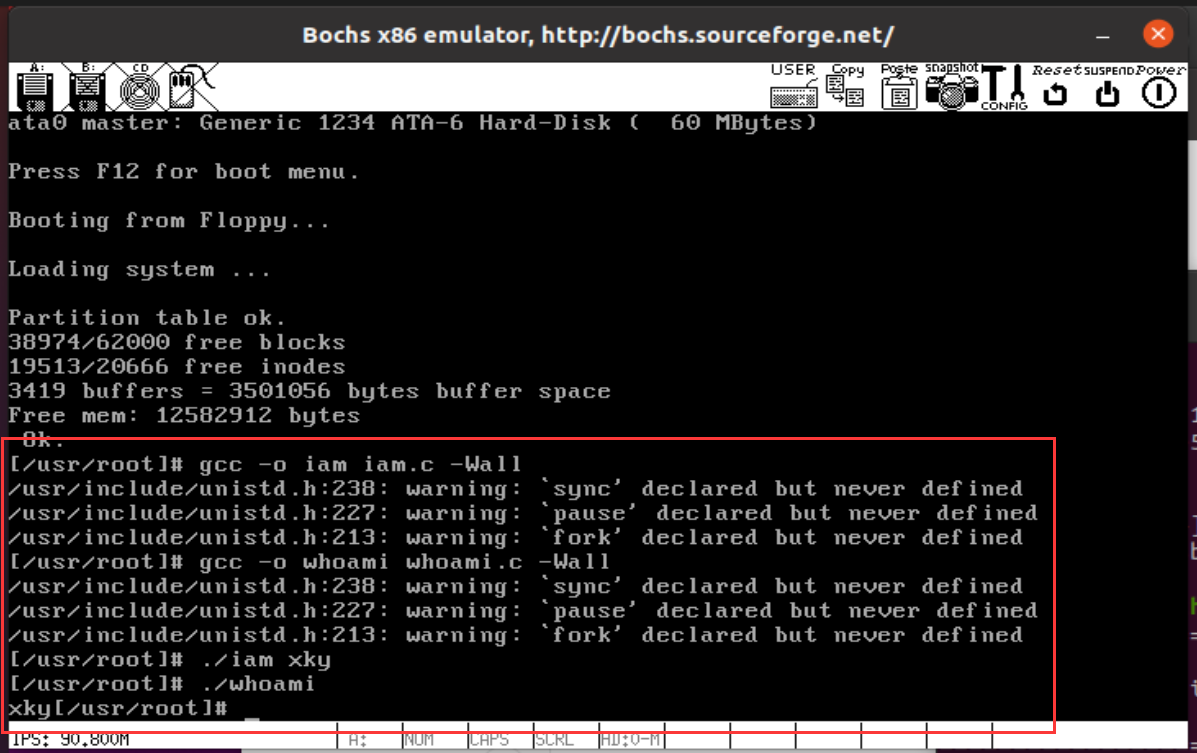 Bochs x86 emulator, http://bochs.sourceforge.net/
A: B: CD USER Copy Paste snapshot CONFIG Reset SUSPEND Power
ata0 master: Generic 1234 ATA-6 Hard-Disk (  60 MBytes)
Press F12 for boot menu.
Booting from Floppy...
Loading system ...
Partition table ok.
38974/62000 free blocks
19513/20666 free inodes
3419 buffers = 3501056 bytes buffer space
Free mem: 12582912 bytes
 Ok.
[/usr/root]# gcc -o iam iam.c -Wall
/usr/include/unistd.h:238: warning: `sync' declared but never defined
/usr/include/unistd.h:227: warning: `pause' declared but never defined
/usr/include/unistd.h:213: warning: `fork' declared but never defined
[/usr/root]# gcc -o whoami whoami.c -Wall
/usr/include/unistd.h:238: warning: `sync' declared but never defined
/usr/include/unistd.h:227: warning: `pause' declared but never defined
/usr/include/unistd.h:213: warning: `fork' declared but never defined
[/usr/root]# ./iam xky
[/usr/root]# ./whoami
xky[/usr/root]# _
IPS: 90.800M A: NUM CAPS SCRL HD:0-M